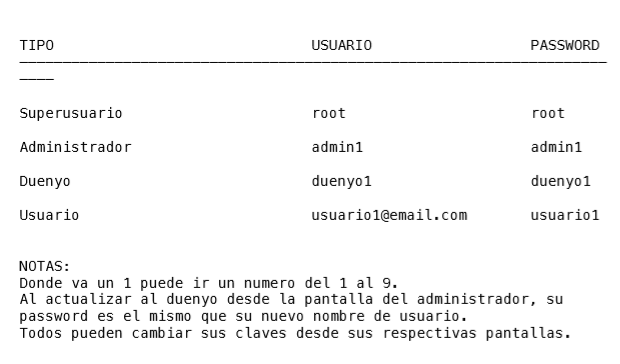 TIPO USUARIO PASSWORD
Superusuario root root
Administrador admin1 admin1
Duenyo duenyo1 duenyo1
Usuario usuario1@email.com usuario1
NOTAS:
Donde va un 1 puede ir un numero del 1 al 9.
Al actualizar al duenyo desde la pantalla del administrador, su
password es el mismo que su nuevo nombre de usuario.
Todos pueden cambiar sus claves desde sus respectivas pantallas.